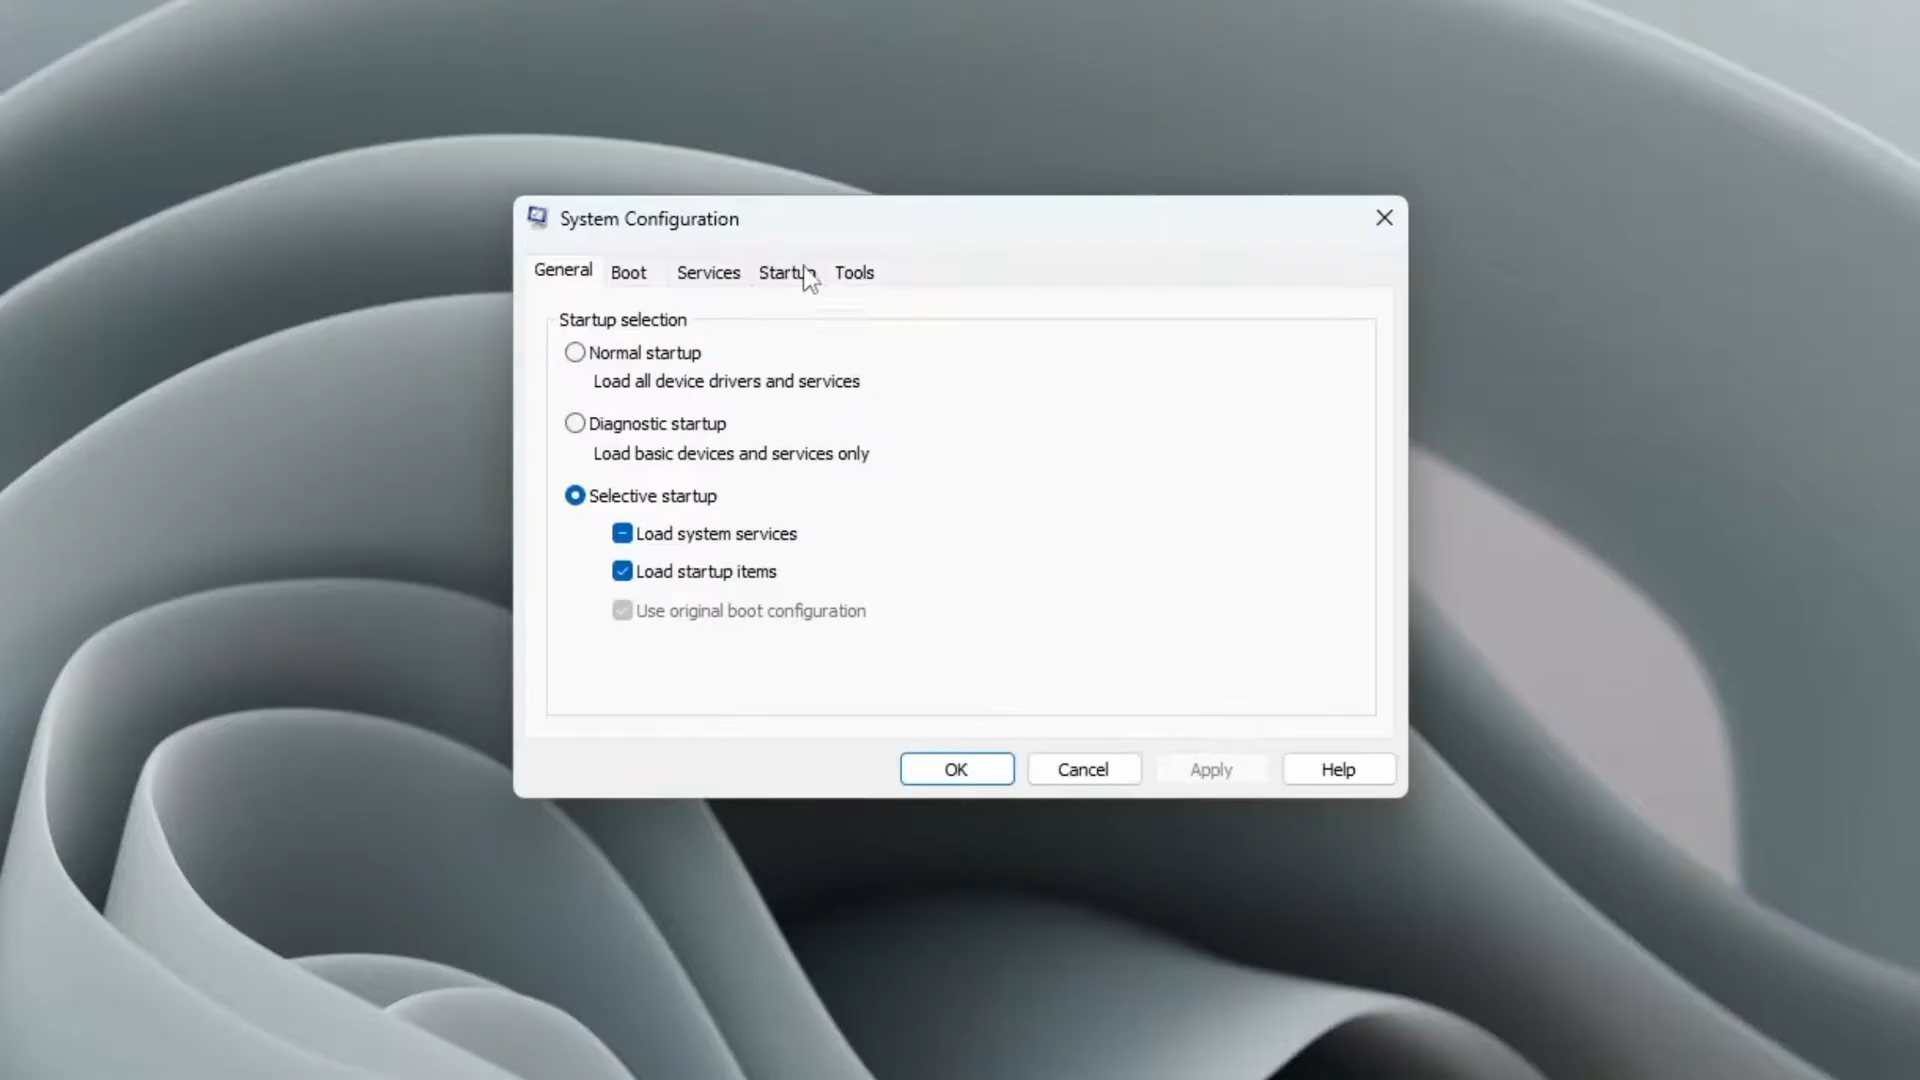 System Configuration
General Boot Services Startup Tools
Startup selection
Normal startup
Load all device drivers and services
Diagnostic startup
Load basic devices and services only
Selective startup
Load system services
Load startup items
Use original boot configuration
OK Cancel Apply Help